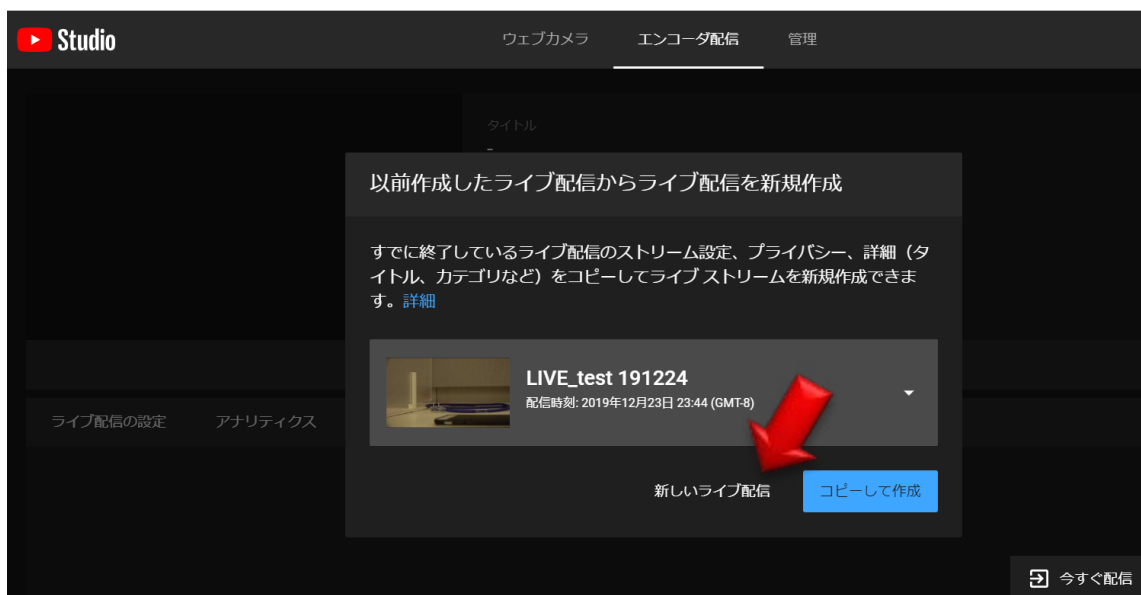 Studio
ウェブカメラ
エンコーダ配信
管理
タイトル
-
以前作成したライブ配信からライブ配信を新規作成
すでに終了しているライブ配信のストリーム設定、プライバシー、詳細（タ
イトル、カテゴリなど）をコピーしてライブ ストリームを新規作成できま
す。詳細
LIVE_test 191224
配信時刻: 2019年12月23日 23:44 (GMT-8)
ライブ配信の設定
アナリティクス
新しいライブ配信
コピーして作成
今すぐ配信